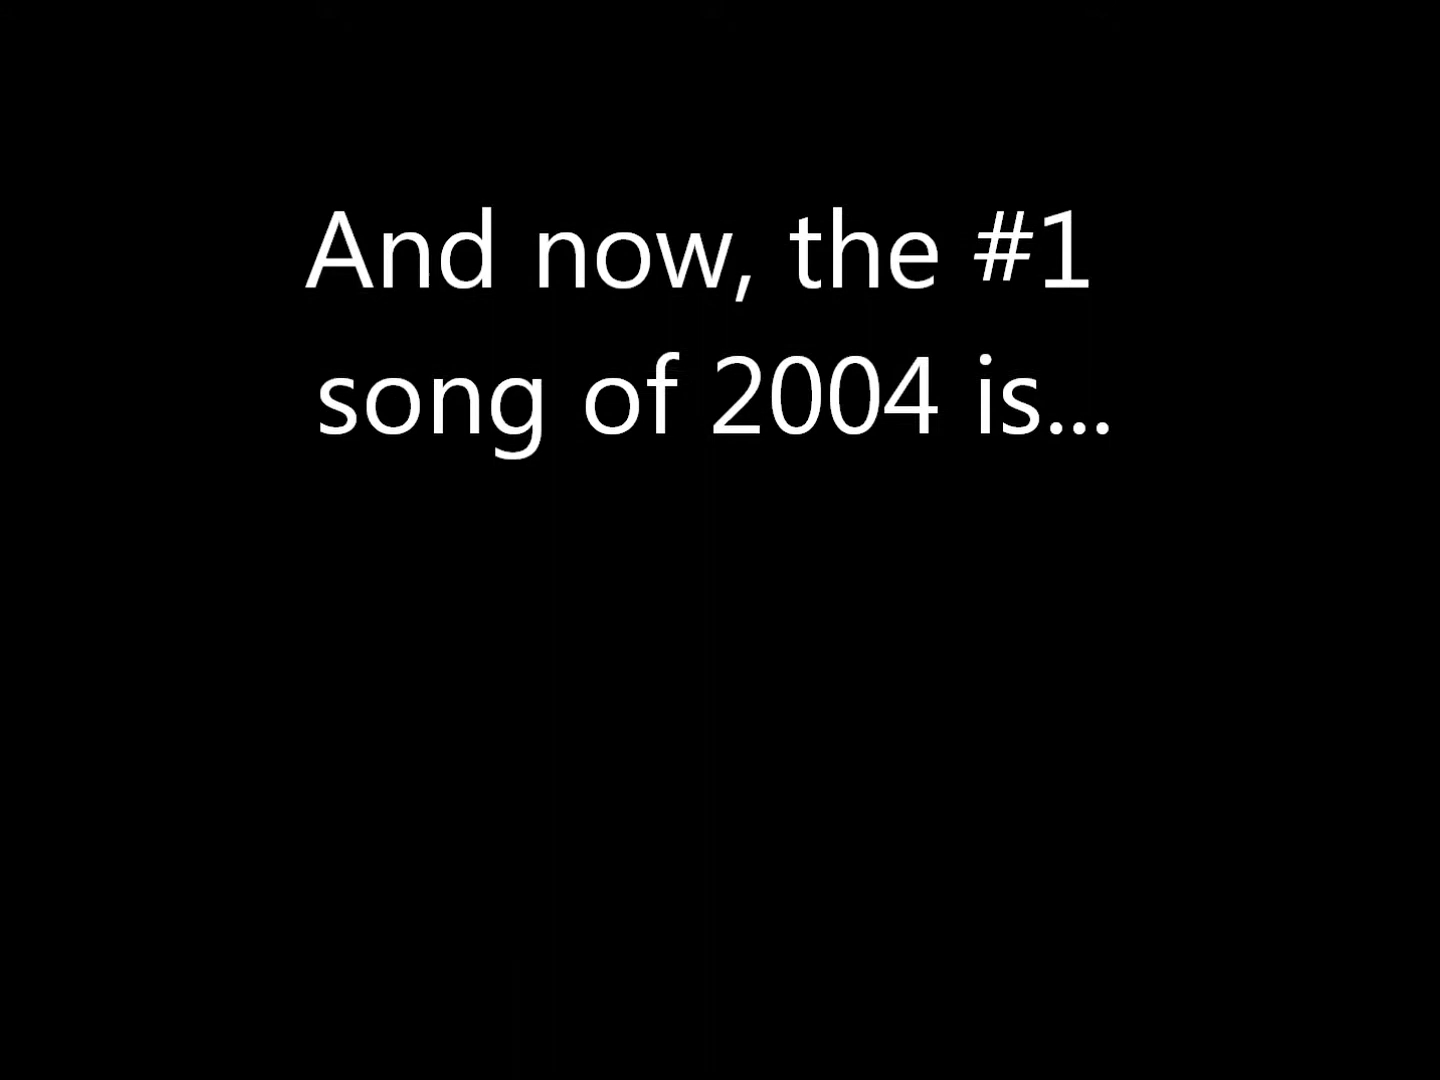 And now, the #1
song of 2004 is...